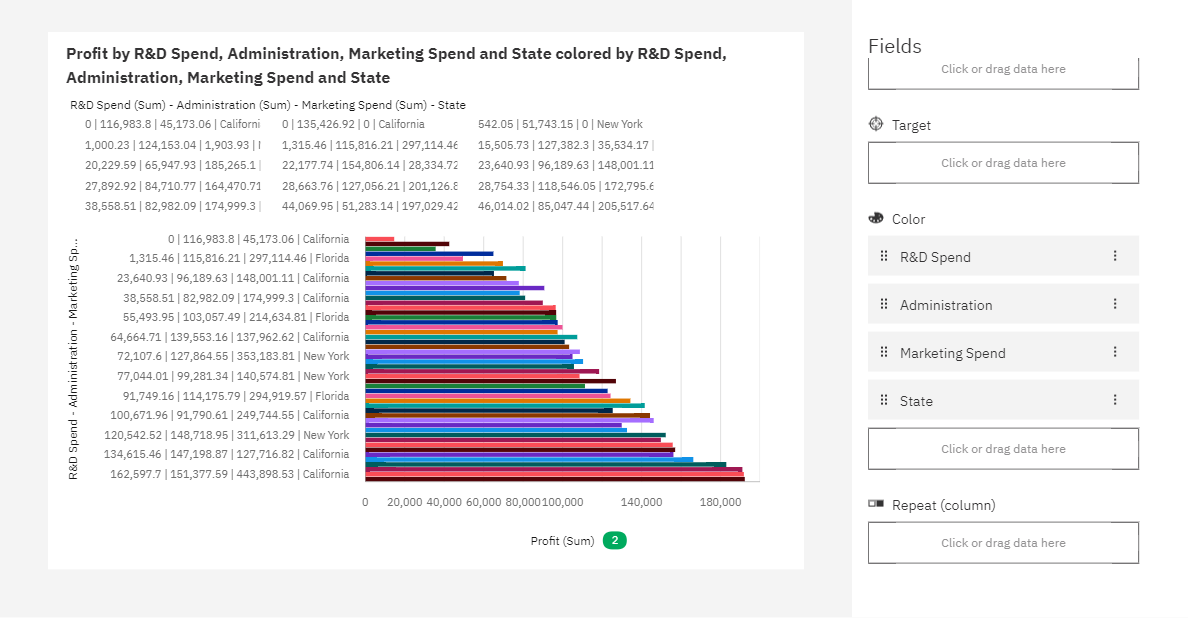 Profit by R&D Spend, Administration, Marketing Spend and State colored by R&D Spend,
Administration, Marketing Spend and State
R&D Spend (Sum) - Administration (Sum) - Marketing Spend (Sum) - State
0 | 116,983.8 | 45,173.06 | Californi 0 | 135,426.92 | 0 | California 542.05 | 51,743.15 | 0 | New York
1,000.23 | 124,153.04 | 1,903.93 | 1,315.46 | 115,816.21 | 297,114.46 15,505.73 | 127,382.3 | 35,534.17 |
20,229.59 | 65,947.93 | 185,265.1 | 22,177.74 | 154,806.14 | 28,334.72 23,640.93 | 96,189.63 | 148,001.11
27,892.92 | 84,710.77 | 164,470.71 28,663.76 | 127,056.21 | 201,126.8 28,754.33 | 118,546.05 | 172,795.6
38,558.51 | 82,982.09 | 174,999.3 | 44,069.95 | 51,283.14 | 197,029.42 46,014.02 | 85,047.44 | 205,517.64
R&D Spend - Administration - Marketing Sp...
0 | 116,983.8 | 45,173.06 | California
1,315.46 | 115,816.21 | 297,114.46 | Florida
23,640.93 | 96,189.63 | 148,001.11 | California
38,558.51 | 82,982.09 | 174,999.3 | California
55,493.95 | 103,057.49 | 214,634.81 | Florida
64,664.71 | 139,553.16 | 137,962.62 | California
72,107.6 | 127,864.55 | 353,183.81 | New York
77,044.01 | 99,281.34 | 140,574.81 | New York
91,749.16 | 114,175.79 | 294,919.57 | Florida
100,671.96 | 91,790.61 | 249,744.55 | California
120,542.52 | 148,718.95 | 311,613.29 | New York
134,615.46 | 147,198.87 | 127,716.82 | California
162,597.7 | 151,377.59 | 443,898.53 | California
0 20,000 40,000 60,000 80,000 100,000 140,000 180,000
Profit (Sum) 2
Fields
Click or drag data here
Target
Click or drag data here
Color
R&D Spend
Administration
Marketing Spend
State
Click or drag data here
Repeat (column)
Click or drag data here